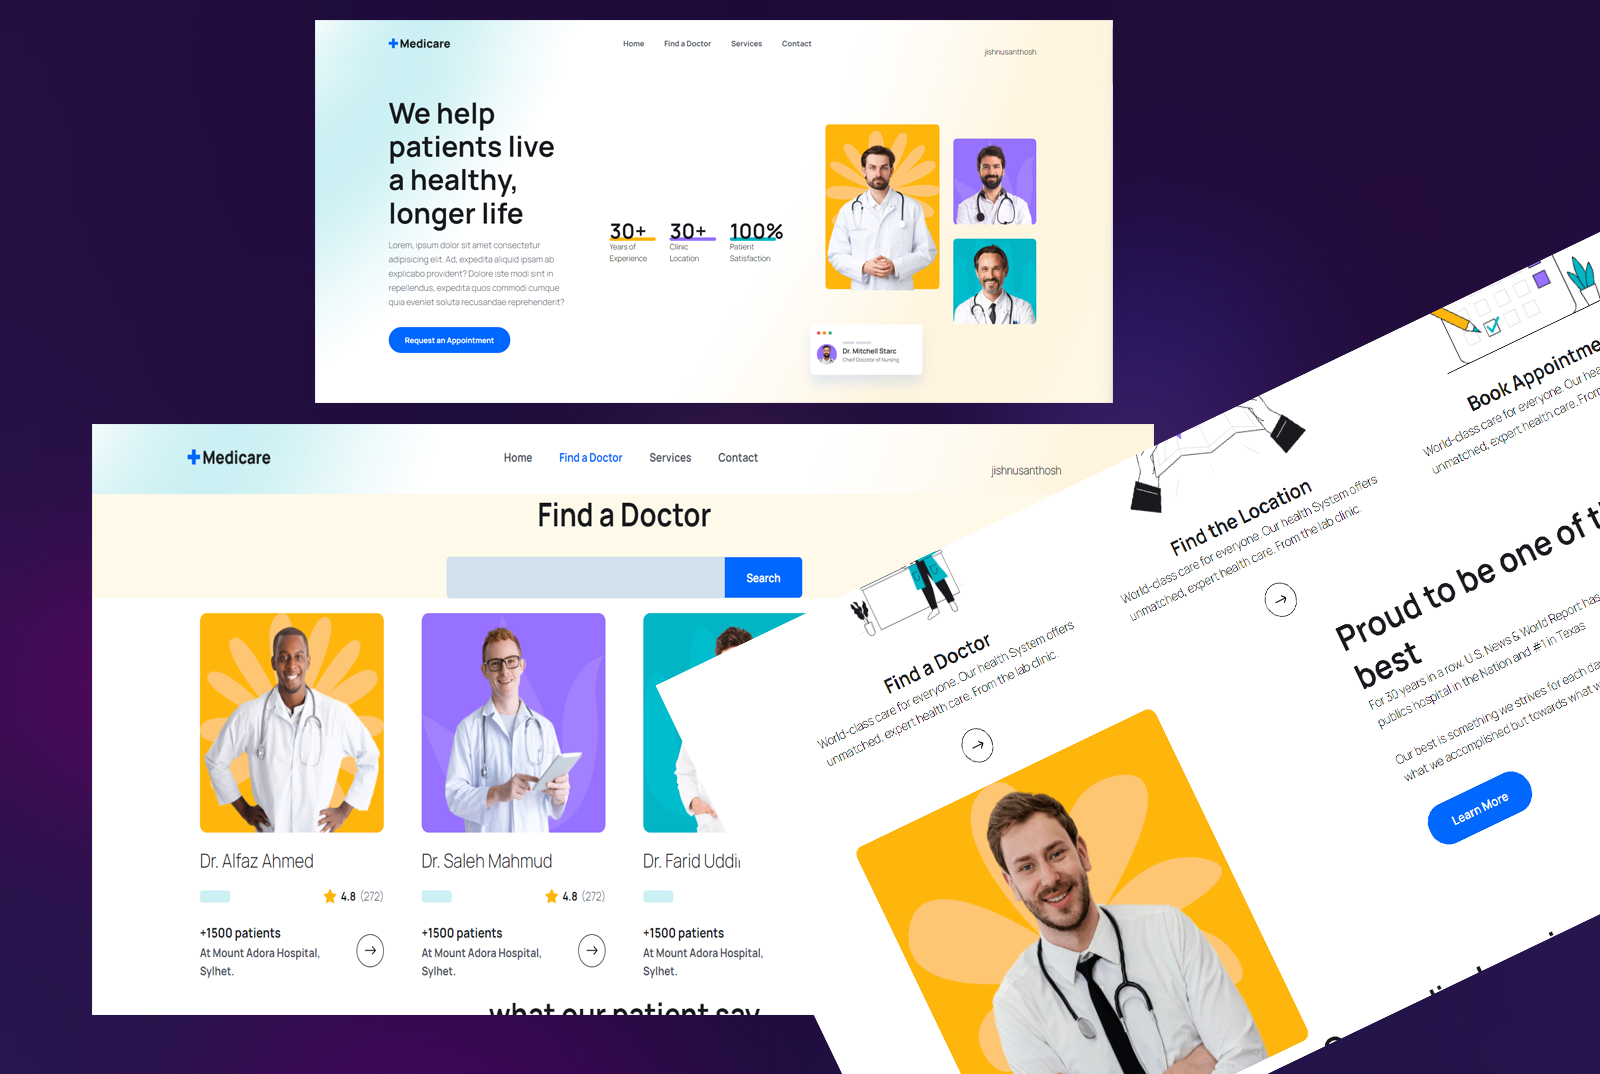 Medicare
Home Find a Doctor Services Contact
jishnusanthosh
We help
patients live
a healthy,
longer life
Lorem, ipsum dolor sit amet consectetur
adipisicing elit. Ad, expedita aliquid ipsam ab
explicabo provident? Dolore iste modi sint in
repellendus, expedita quos commodi cumque
quia eveniet soluta recusandae reprehenderit?
Request an Appointment
30+
Years of
Experience
30+
Clinic
Location
100%
Patient
Satisfaction
Dr. Mitchell Starc
Cheif Docotor of Nursing
Medicare
Home Find a Doctor Services Contact
jishnusanthosh
Find a Doctor
Search
Dr. Alfaz Ahmed
4.8 (272)
+1500 patients
At Mount Adora Hospital,
Sylhet.
Dr. Saleh Mahmud
4.8 (272)
+1500 patients
At Mount Adora Hospital,
Sylhet.
Dr. Farid Uddi
+1500 patients
At Mount Adora Hospital,
Sylhet.
what our patient say
Find a Doctor
World-class care for everyone. Our health System offers
unmatched, expert health care. From the lab clinic.
Find the Location
World-class care for everyone. Our health System offers
unmatched, expert health care. From the lab clinic.
Book Appointme
World-class care for everyone. Our hea
unmatched, expert health care. From
Proud to be one of t
best
For 30 years in a row, U.S. News & World Report has
publics hospital in the Nation and #1 in Texas
Our best is something we strives for each da
what we accomplished but towards what w
Learn More